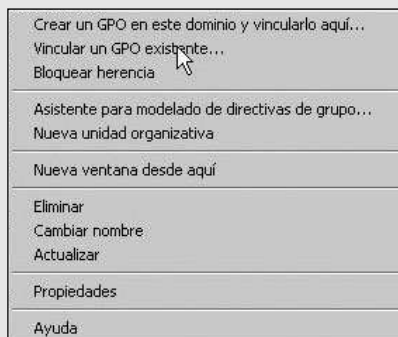 Crear un GPO en este dominio y vincularlo aquí...
Vincular un GPO existente...
Bloquear herencia
Asistente para modelado de directivas de grupo...
Nueva unidad organizativa
Nueva ventana desde aquí
Eliminar
Cambiar nombre
Actualizar
Propiedades
Ayuda